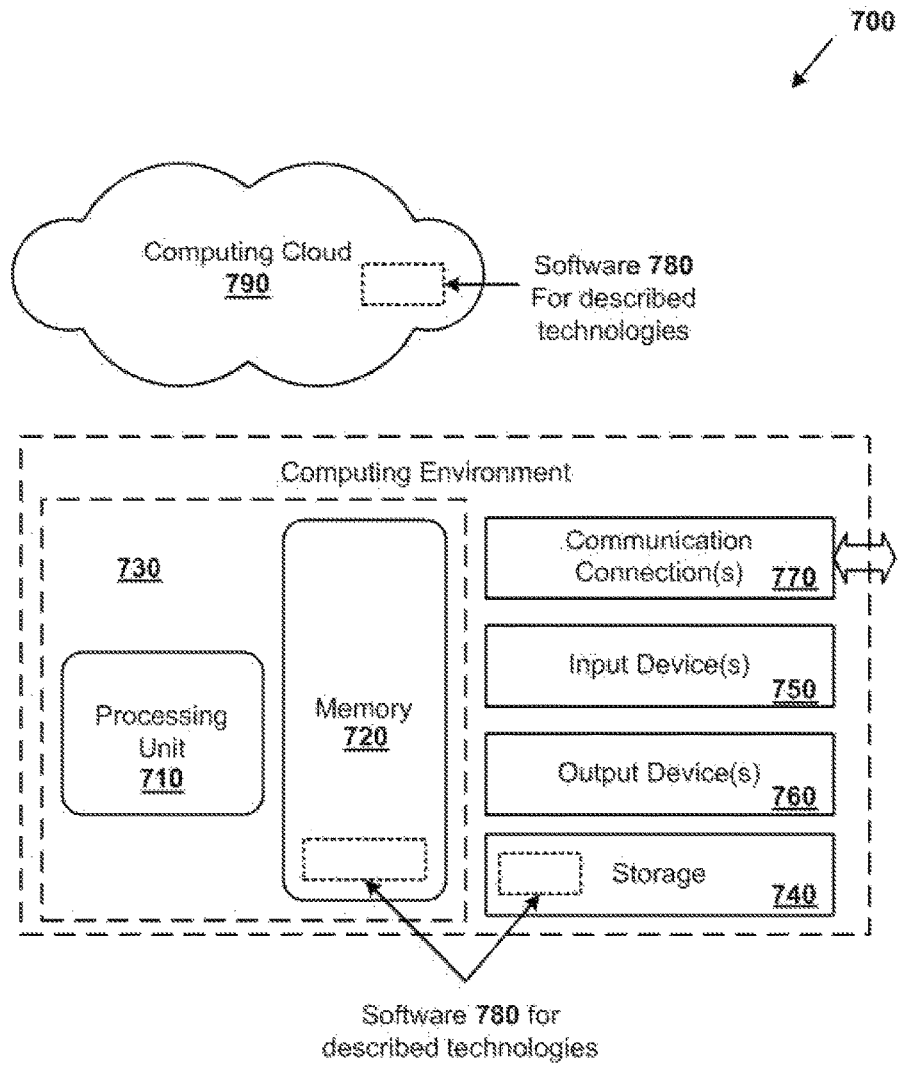 700
Computing Cloud
790
Software 780
For described
technologies
Computing Environment
730
Processing
Unit
710
Memory
720
Communication
Connection(s)
770
Input Device(s)
750
Output Device(s)
760
Storage
740
Software 780 for
described technologies